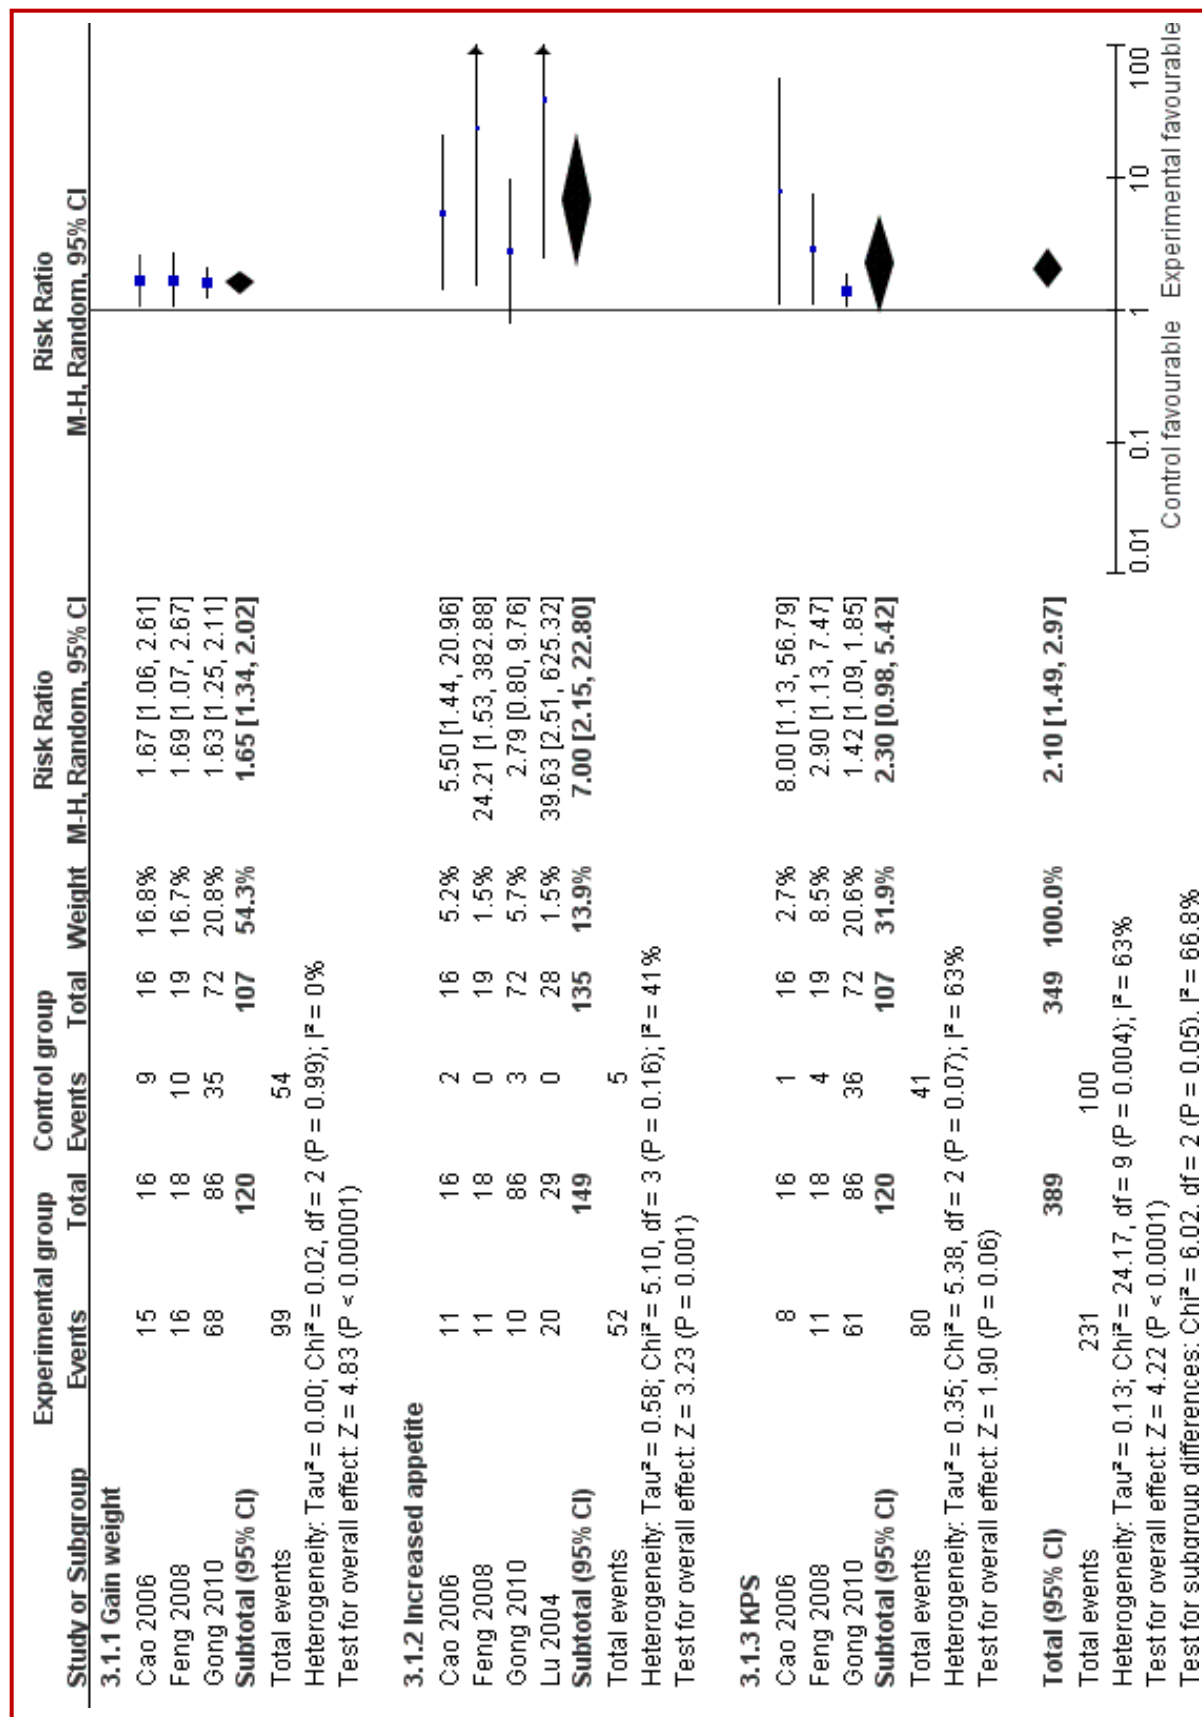 Experimental group Control group Risk Ratio Risk Ratio
Study or Subgroup Events Total Events Total Weight M-H, Random, 95% CI M-H, Random, 95% CI
3.1.1 Gain weight
Cao 2006 15 16 9 16 16.8% 1.67 [1.06, 2.61]
Feng 2008 16 18 10 19 16.7% 1.69 [1.07, 2.67]
Gong 2010 68 86 35 72 20.8% 1.63 [1.25, 2.11]
Subtotal (95% CI) 120 107 54.3% 1.65 [1.34, 2.02]
Total events 99 54
Heterogeneity: Tau² = 0.00; Chi² = 0.02, df = 2 (P = 0.99); I² = 0%
Test for overall effect: Z = 4.83 (P < 0.00001)
3.1.2 Increased appetite
Cao 2006 11 16 2 16 5.2% 5.50 [1.44, 20.96]
Feng 2008 11 18 0 19 1.5% 24.21 [1.53, 382.88]
Gong 2010 10 86 3 72 5.7% 2.79 [0.80, 9.76]
Lu 2004 20 29 0 28 1.5% 39.63 [2.51, 625.32]
Subtotal (95% CI) 149 135 13.9% 7.00 [2.15, 22.80]
Total events 52 5
Heterogeneity: Tau² = 0.58; Chi² = 5.10, df = 3 (P = 0.16); I² = 41%
Test for overall effect: Z = 3.23 (P = 0.001)
3.1.3 KPS
Cao 2006 8 16 1 16 2.7% 8.00 [1.13, 56.79]
Feng 2008 11 18 4 19 8.5% 2.90 [1.13, 7.47]
Gong 2010 61 86 36 72 20.6% 1.42 [1.09, 1.85]
Subtotal (95% CI) 120 107 31.9% 2.30 [0.98, 5.42]
Total events 80 41
Heterogeneity: Tau² = 0.35; Chi² = 5.38, df = 2 (P = 0.07); I² = 63%
Test for overall effect: Z = 1.90 (P = 0.06)
Total (95% CI) 389 349 100.0% 2.10 [1.49, 2.97]
Total events 231 100
Heterogeneity: Tau² = 0.13; Chi² = 24.17, df = 9 (P = 0.004); I² = 63%
Test for overall effect: Z = 4.22 (P < 0.0001)
Test for subgroup differences: Chi² = 6.02, df = 2 (P = 0.05), I² = 66.8%
0.01 0.1 1 10 100
Control favourable Experimental favourable